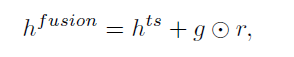 h^{fusion} = h^{ts} + g ⊙ r,